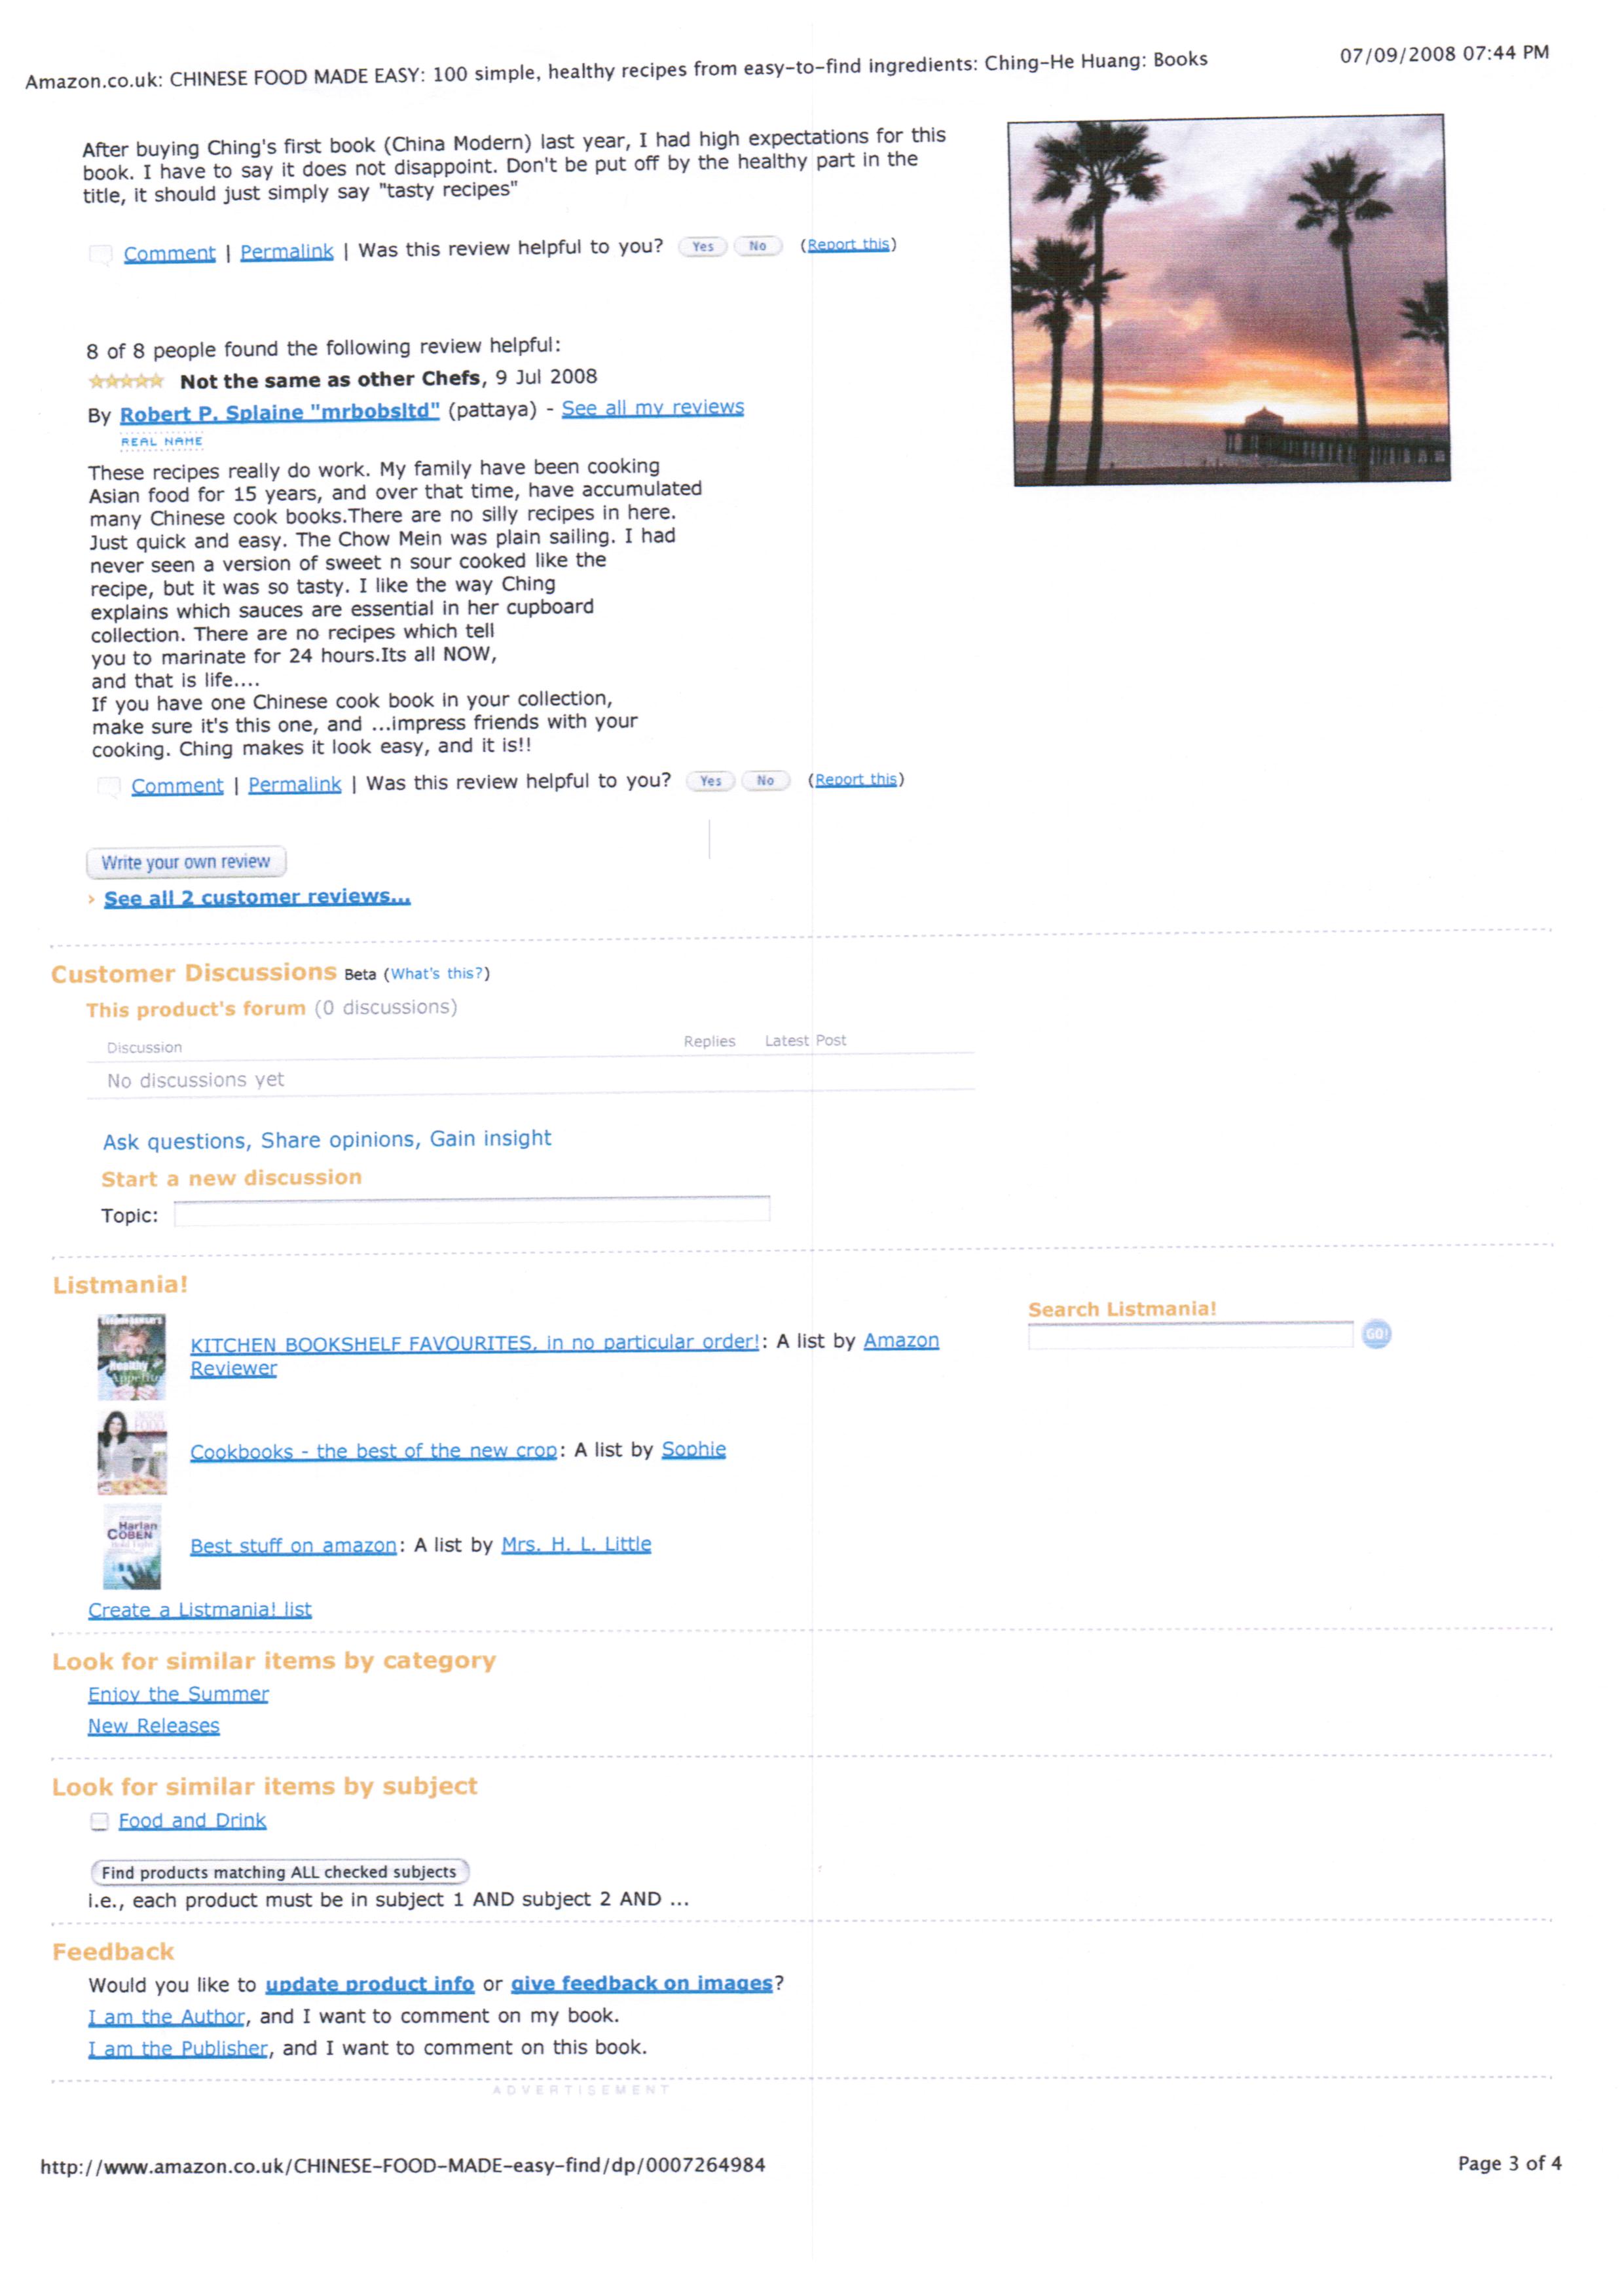 Amazon.co.uk: CHINESE FOOD MADE EASY: 100 simple, healthy recipes from easy-to-find ingredients: Ching-He Huang: Books
07/09/2008 07:44 PM
After buying Ching's first book (China Modern) last year, I had high expectations for this
book. I have to say it does not disappoint. Don't be put off by the healthy part in the
title, it should just simply say "tasty recipes"
Comment | Permalink | Was this review helpful to you? Yes No (Report this)
8 of 8 people found the following review helpful:
Not the same as other Chefs, 9 Jul 2008
By Robert P. Splaine "mrbobsltd" (pattaya) - See all my reviews
REAL NAME
These recipes really do work. My family have been cooking
Asian food for 15 years, and over that time, have accumulated
many Chinese cook books.There are no silly recipes in here.
Just quick and easy. The Chow Mein was plain sailing. I had
never seen a version of sweet n sour cooked like the
recipe, but it was so tasty. I like the way Ching
explains which sauces are essential in her cupboard
collection. There are no recipes which tell
you to marinate for 24 hours.Its all NOW,
and that is life....
If you have one Chinese cook book in your collection,
make sure it's this one, and ...impress friends with your
cooking. Ching makes it look easy, and it is!!
Comment | Permalink | Was this review helpful to you? Yes No (Report this)
Write your own review
› See all 2 customer reviews...
Customer Discussions Beta (What's this?)
This product's forum (0 discussions)
Discussion Replies Latest Post
No discussions yet
Ask questions, Share opinions, Gain insight
Start a new discussion
Topic:
Listmania!
Search Listmania!
GO!
Healthy
Appetite
KITCHEN BOOKSHELF FAVOURITES, in no particular order!: A list by Amazon
Reviewer
Cookbooks - the best of the new crop: A list by Sophie
Harlan
COBEN
Hold Tight
Best stuff on amazon: A list by Mrs. H. L. Little
Create a Listmania! list
Look for similar items by category
Enjoy the Summer
New Releases
Look for similar items by subject
Food and Drink
Find products matching ALL checked subjects
i.e., each product must be in subject 1 AND subject 2 AND ...
Feedback
Would you like to update product info or give feedback on images?
I am the Author, and I want to comment on my book.
I am the Publisher, and I want to comment on this book.
ADVERTISEMENT
http://www.amazon.co.uk/CHINESE-FOOD-MADE-easy-find/dp/0007264984
Page 3 of 4